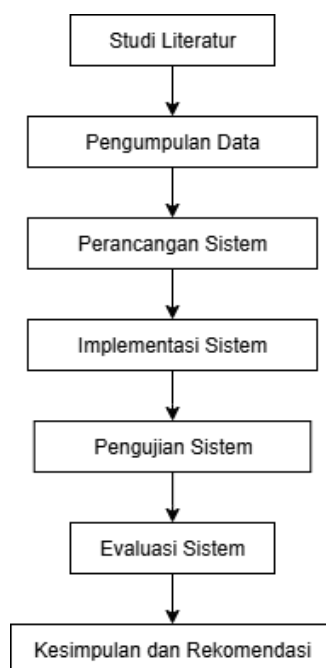 Studi Literatur
Pengumpulan Data
Perancangan Sistem
Implementasi Sistem
Pengujian Sistem
Evaluasi Sistem
Kesimpulan dan Rekomendasi